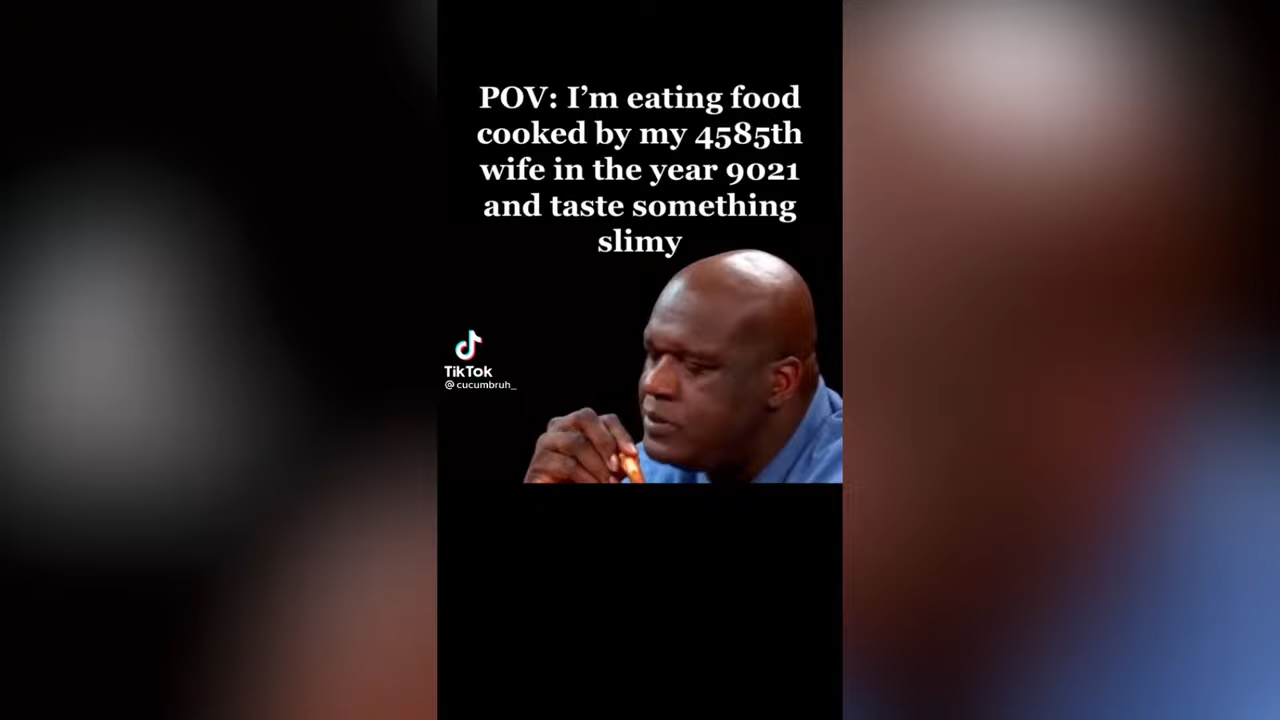 POV: I’m eating food
cooked by my 4585th
wife in the year 9021
and taste something
slimy
TikTok
@cucumbruh_